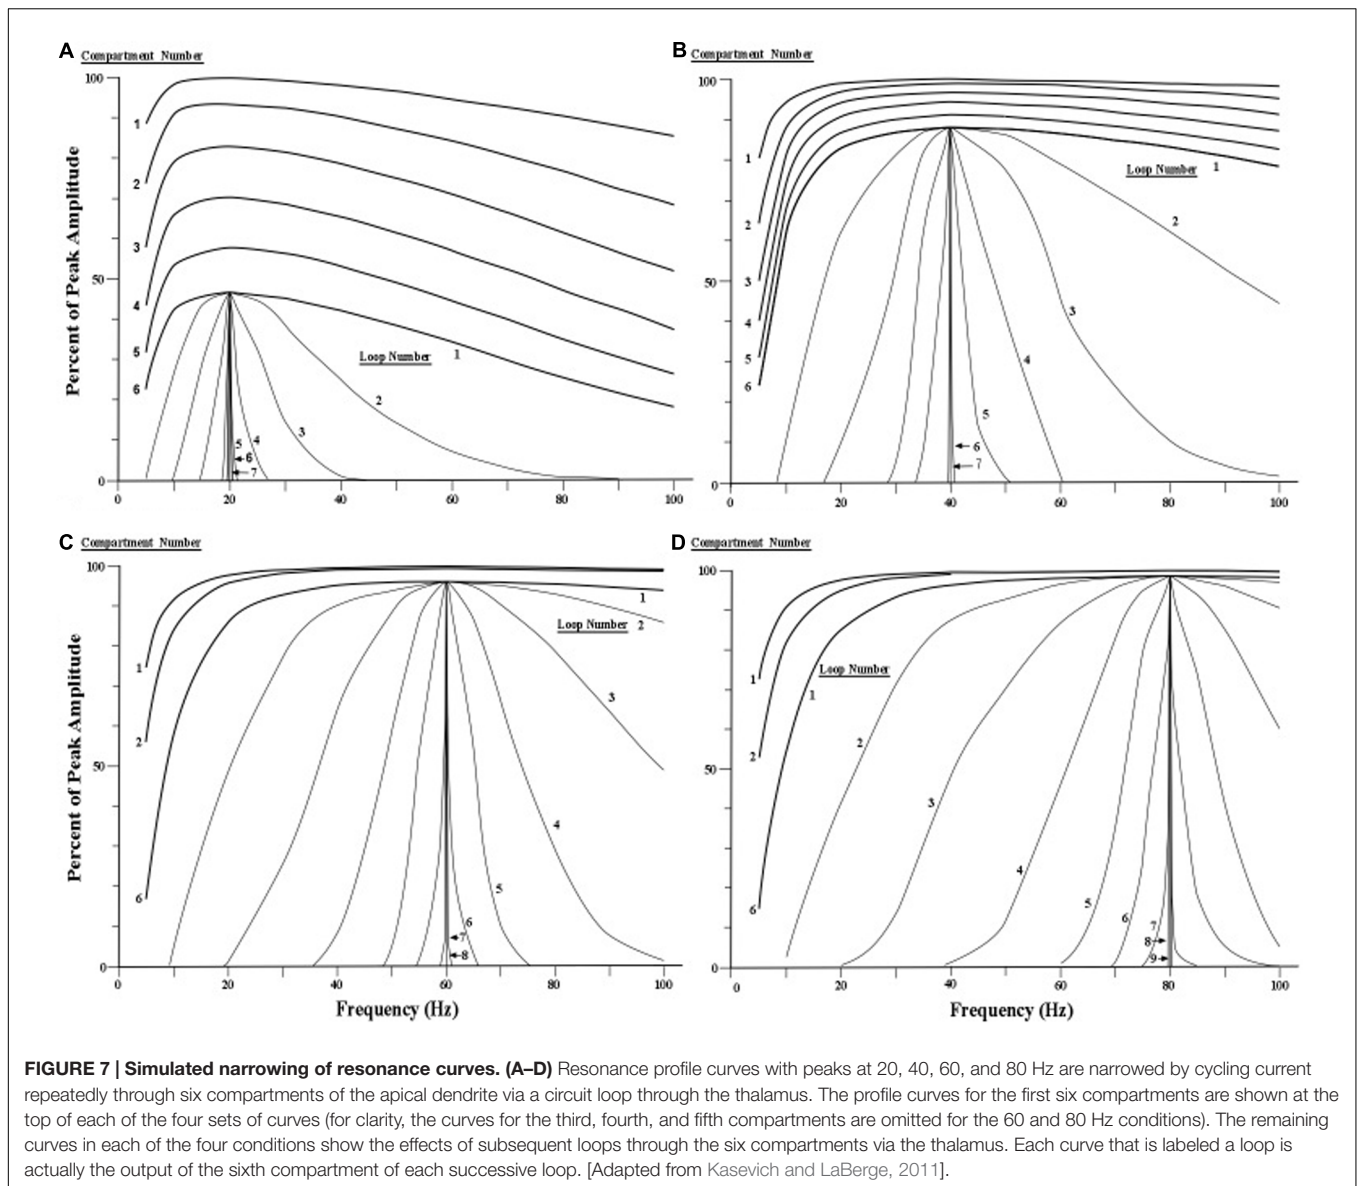 A Compartment Number
100
50
0
1
2
3
4
5
6
Loop Number 1
2
3
4
5
6
7
0 20 40 60 80 100
Percent of Peak Amplitude
B Compartment Number
100
50
0
1
2
3
4
5
6
Loop Number 1
2
3
4
5
6
7
0 20 40 60 80 100
C Compartment Number
100
50
0
1
2
6
1
Loop Number 2
3
4
5
6
7
8
0 20 40 60 80 100
Percent of Peak Amplitude
Frequency (Hz)
D Compartment Number
100
50
0
1
2
6
Loop Number
1
2
3
4
5
6
7
8
9
0 20 40 60 80 100
Frequency (Hz)
FIGURE 7 | Simulated narrowing of resonance curves. (A–D) Resonance profile curves with peaks at 20, 40, 60, and 80 Hz are narrowed by cycling current
repeatedly through six compartments of the apical dendrite via a circuit loop through the thalamus. The profile curves for the first six compartments are shown at the
top of each of the four sets of curves (for clarity, the curves for the third, fourth, and fifth compartments are omitted for the 60 and 80 Hz conditions). The remaining
curves in each of the four conditions show the effects of subsequent loops through the six compartments via the thalamus. Each curve that is labeled a loop is
actually the output of the sixth compartment of each successive loop. [Adapted from Kasevich and LaBerge, 2011].